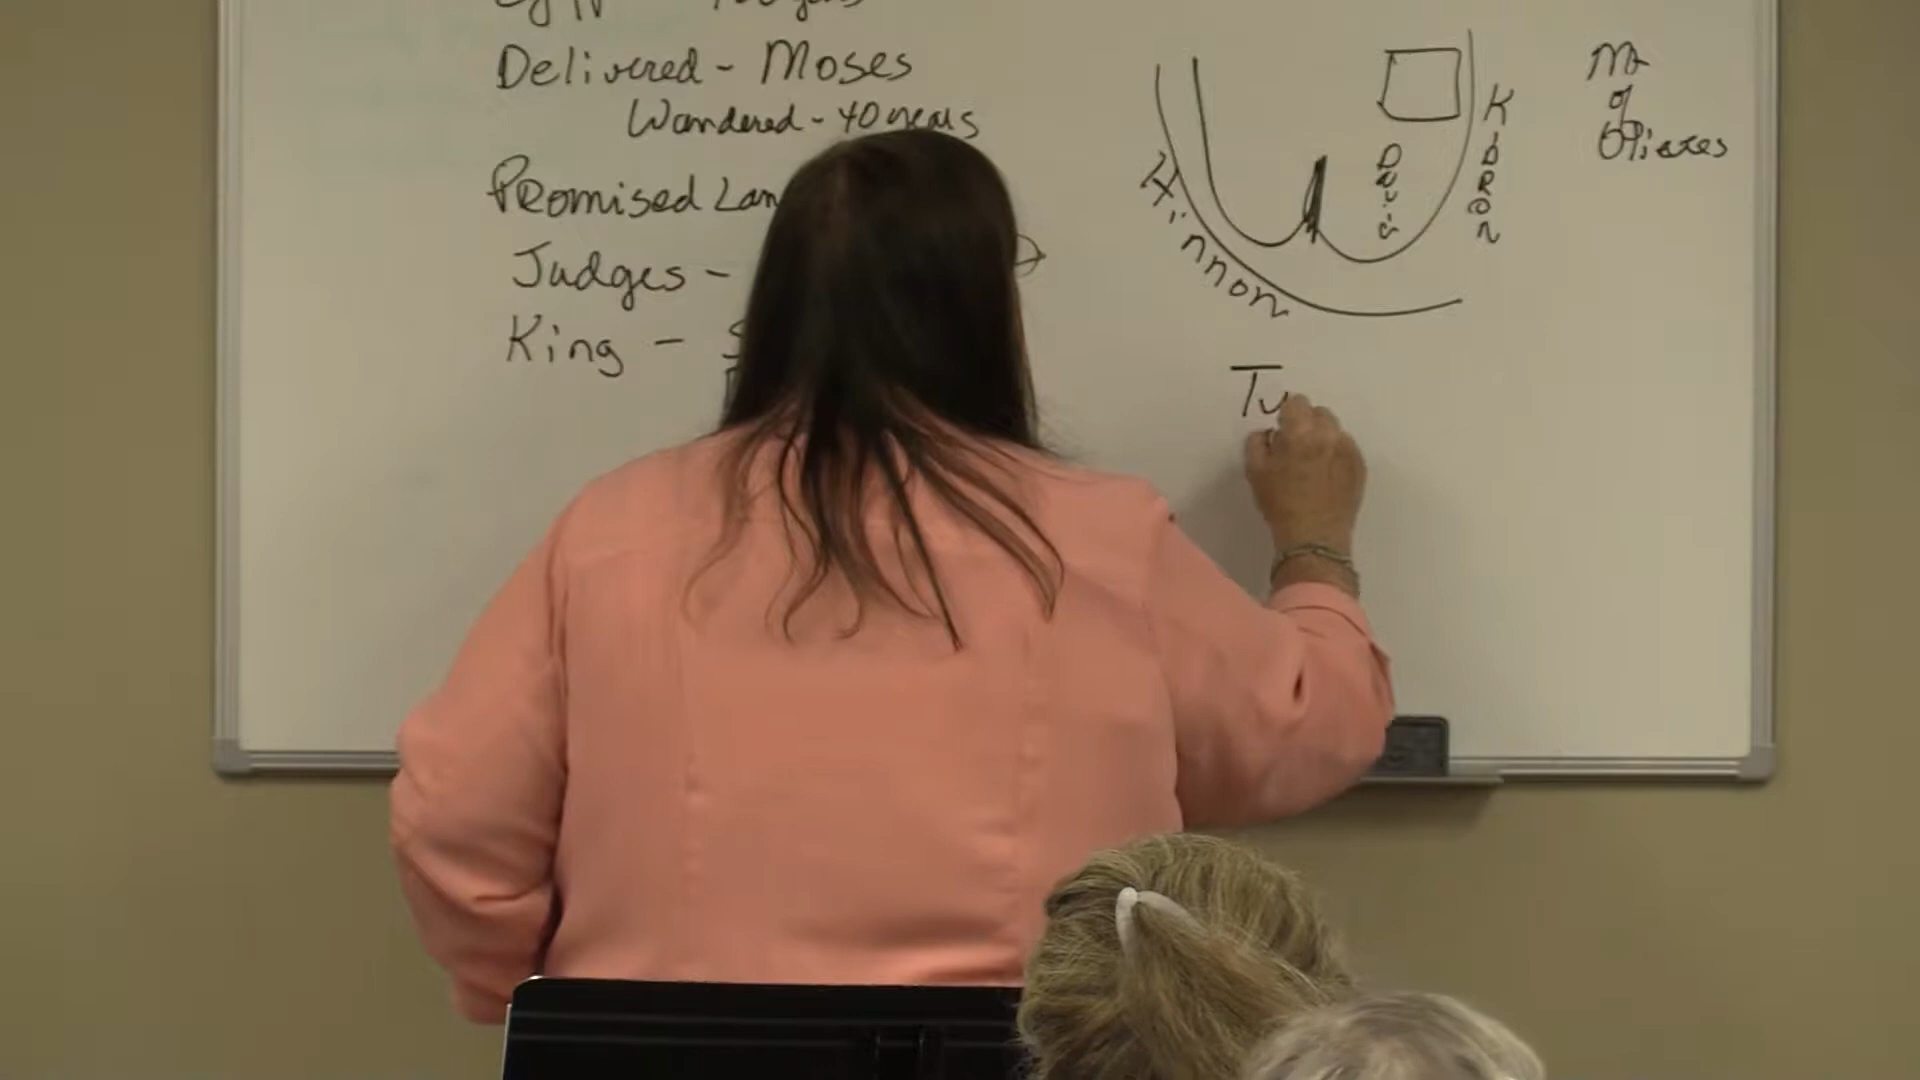 Delivered - Moses
Wandered - 40 years
Promised Lan
Judges -
King -
Hinnon
David
KiDRON
Mt
of
Olives
Ty